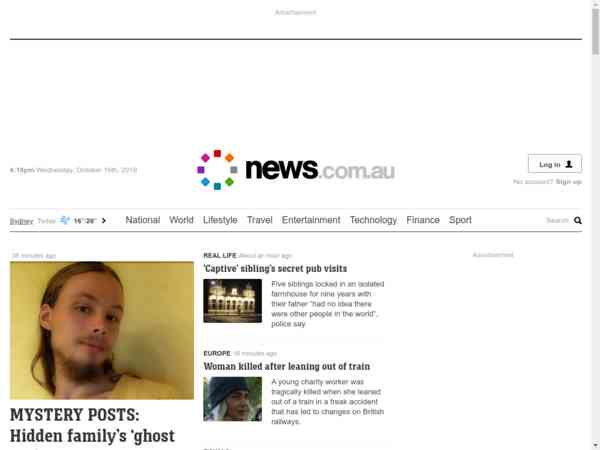 Advertisement
4:19pm Wednesday, October 16th, 2019
news.com.au
Log in
No account? Sign up
Sydney Today 16°/26°
National World Lifestyle Travel Entertainment Technology Finance Sport
Search
38 minutes ago
MYSTERY POSTS:
Hidden family's 'ghost
REAL LIFE About an hour ago
'Captive' sibling's secret pub visits
Five siblings locked in an isolated
farmhouse for nine years with
their father "had no idea there
were other people in the world",
police say
EUROPE 16 minutes ago
Woman killed after leaning out of train
A young charity worker was
tragically killed when she leaned
out of a train in a freak accident
that has led to changes on British
railways.
Advertisement